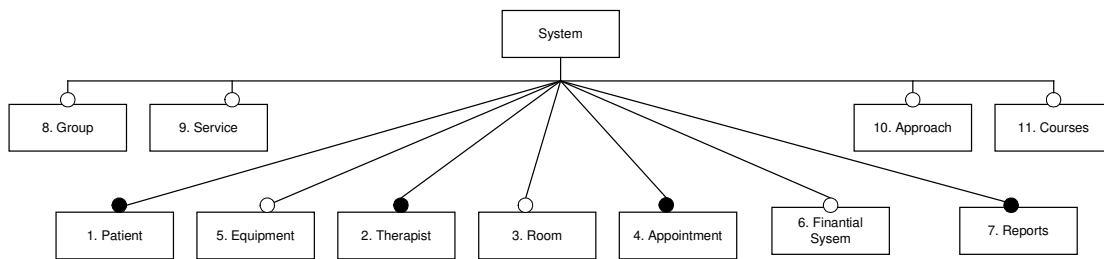 System
8. Group
9. Service
10. Approach
11. Courses
1. Patient
5. Equipment
2. Therapist
3. Room
4. Appointment
6. Finantial
Sysem
7. Reports